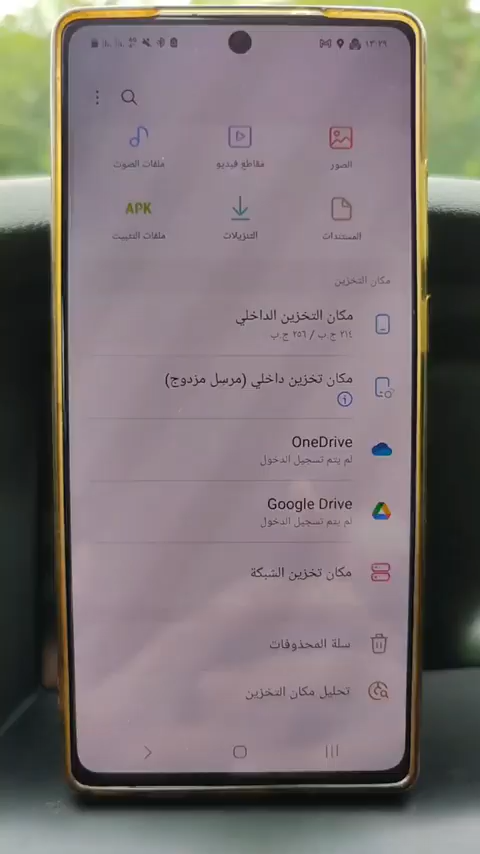 ١٣:٢٩
الصور
مقاطع فيديو
ملفات الصوت
المستندات
التنزيلات
APK
ملفات التثبيت
مكان التخزين
مكان التخزين الداخلي
٢١٤ ج.ب / ٢٥٦ ج.ب
مكان تخزين داخلي (مرسل مزدوج)
OneDrive
لم يتم تسجيل الدخول
Google Drive
لم يتم تسجيل الدخول
مكان تخزين الشبكة
سلة المحذوفات
تحليل مكان التخزين